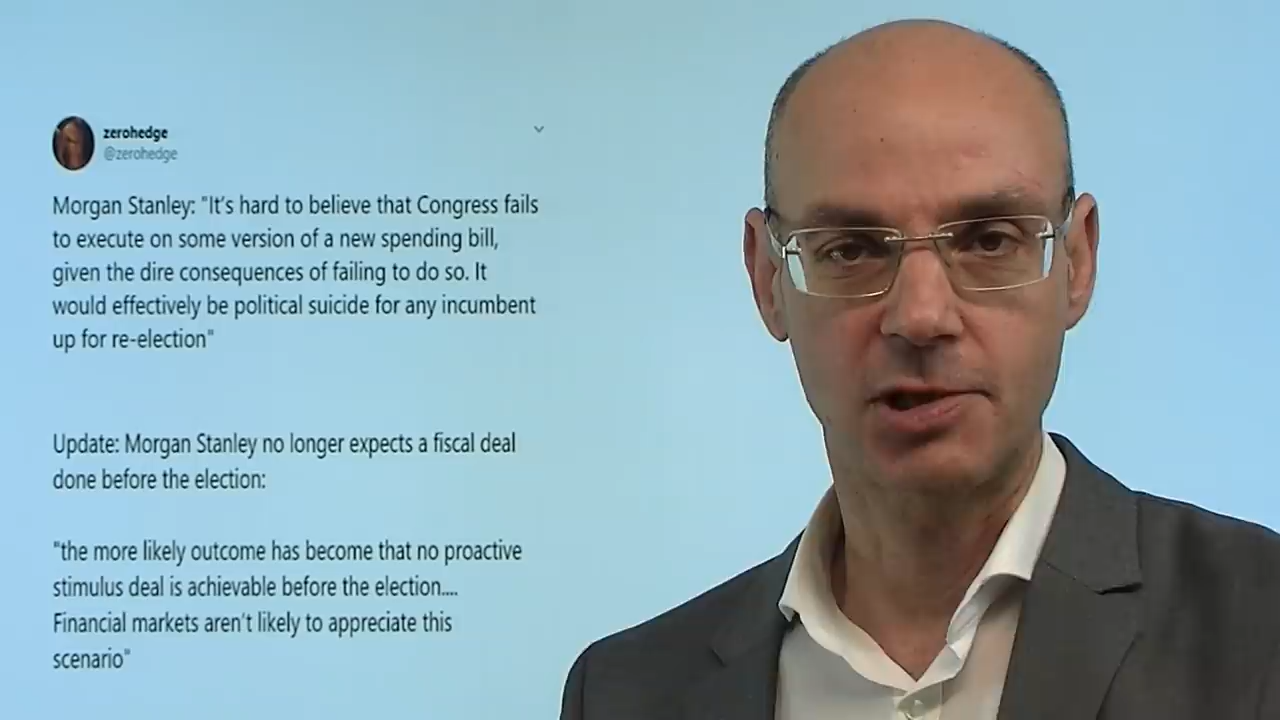 zerohedge
@zerohedge
Morgan Stanley: "It's hard to believe that Congress fails
to execute on some version of a new spending bill,
given the dire consequences of failing to do so. It
would effectively be political suicide for any incumbent
up for re-election"
Update: Morgan Stanley no longer expects a fiscal deal
done before the election:
"the more likely outcome has become that no proactive
stimulus deal is achievable before the election....
Financial markets aren't likely to appreciate this
scenario"